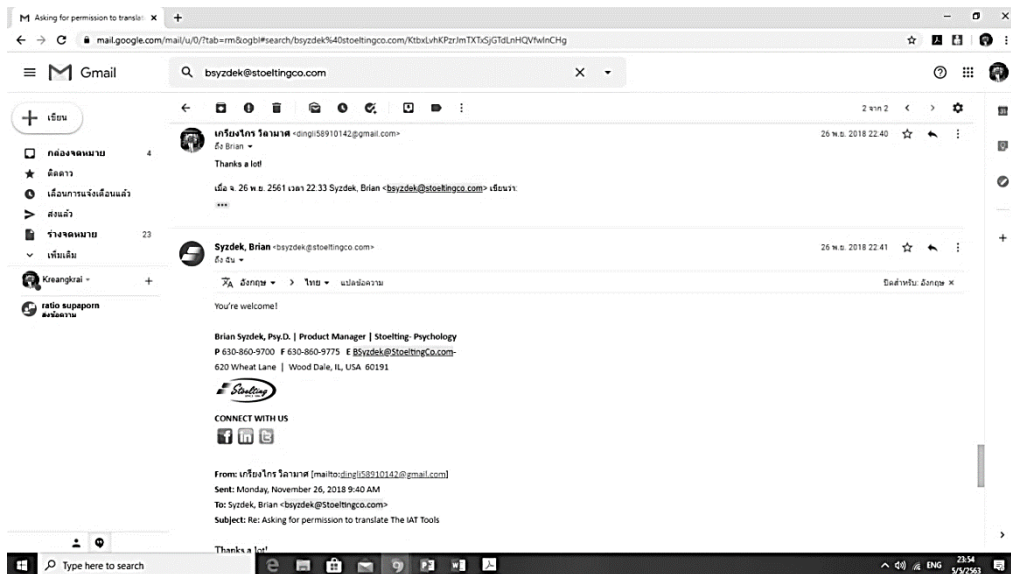 Asking for permission to transla
mail.google.com/mail/u/0/?tab=rm&ogbl#search/bsyzdek%40stoeltingco.com/KtbxLvhKPzrJmTXTxSjGTdLnHQVfwlnCHg
Gmail
bsyzdek@stoeltingco.com
เขียน
2 จาก 2
กล่องจดหมาย 4
ติดดาว
เลื่อนการแจ้งเตือนแล้ว
ส่งแล้ว
ร่างจดหมาย 23
เพิ่มเติม
Kreangkrai
ratio supaporn
ส่งข้อความ
เกรียงไกร วิดามาศ <dingli58910142@gmail.com>
26 พ.ย. 2018 22:40
ถึง Brian
Thanks a lot!
เมื่อ จ. 26 พ.ย. 2561 เวลา 22:33 Syzdek, Brian <bsyzdek@stoeltingco.com> เขียนว่า:
Syzdek, Brian <bsyzdek@stoeltingco.com>
26 พ.ย. 2018 22:41
ถึง ฉัน
อังกฤษ > ไทย แปลข้อความ
ปิดสำหรับ: อังกฤษ x
You're welcome!
Brian Syzdek, Psy.D. | Product Manager | Stoelting- Psychology
P 630-860-9700 F 630-860-9775 E BSyzdek@StoeltingCo.com-
620 Wheat Lane | Wood Dale, IL, USA 60191
Stoelting
CONNECT WITH US
From: เกรียงไกร วิดามาศ [mailto:dingli58910142@gmail.com]
Sent: Monday, November 26, 2018 9:40 AM
To: Syzdek, Brian <bsyzdek@Stoeltingco.com>
Subject: Re: Asking for permission to translate The IAT Tools
Thanks a lot!
Type here to search
ENG
23:54
5/5/2563